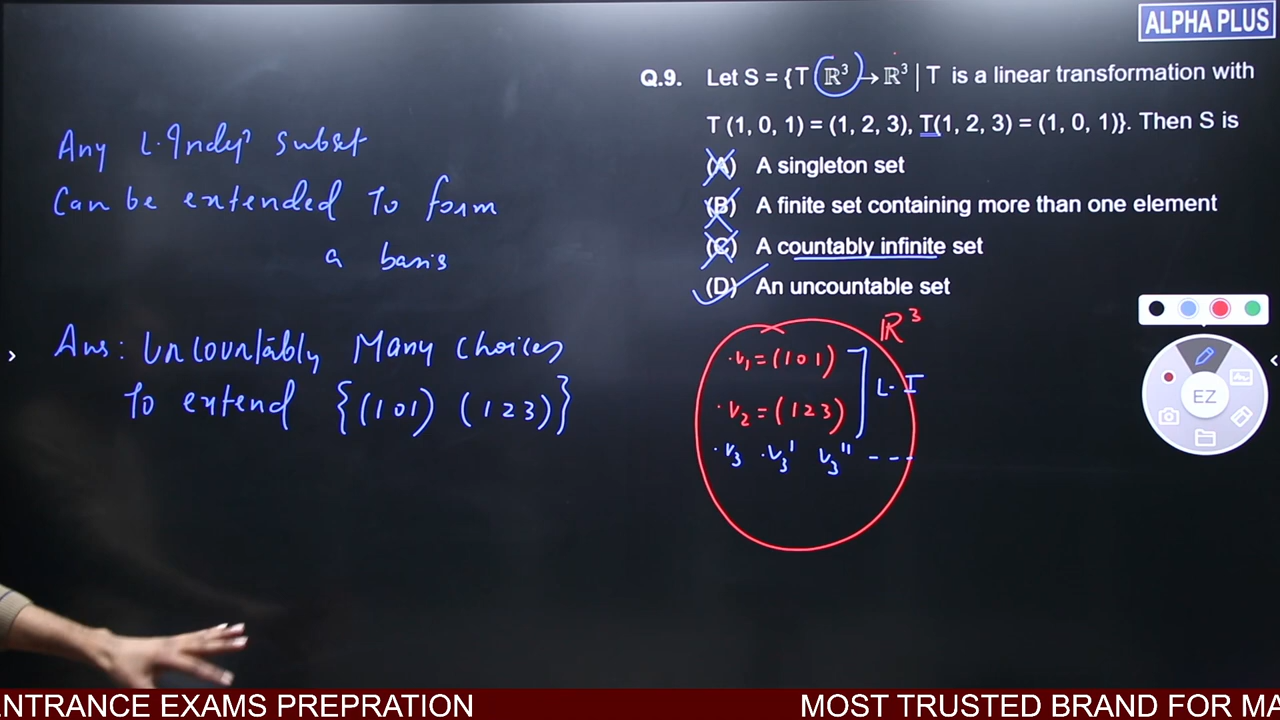 ALPHA PLUS
Q.9. Let S = {T ℝ³ → ℝ³ | T is a linear transformation with
T (1, 0, 1) = (1, 2, 3), T(1, 2, 3) = (1, 0, 1)}. Then S is
(A) A singleton set
(B) A finite set containing more than one element
(C) A countably infinite set
(D) An uncountable set
Any L.Indep subset
Can be extended to form
a basis
Ans: Uncountably Many choices
To extend {(1 0 1) (1 2 3)}
ℝ³
v₁ = (1 0 1)
v₂ = (1 2 3)
L. I
v₃ v₃' v₃'' ---
EZ
ENTRANCE EXAMS PREPRATION MOST TRUSTED BRAND FOR MA